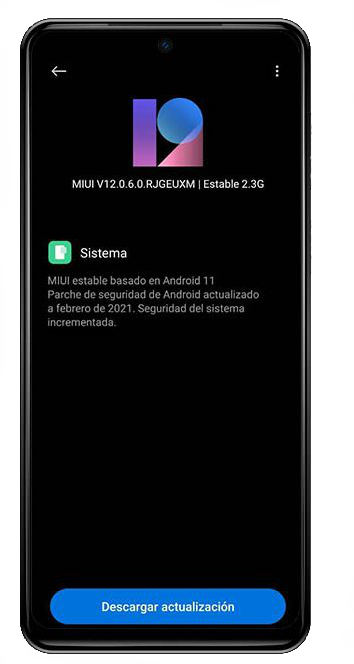 MIUI V12.0.6.0.RJGEUXM | Estable 2.3G
Sistema
MIUI estable basado en Android 11
Parche de seguridad de Android actualizado
a febrero de 2021. Seguridad del sistema
incrementada.
Descargar actualización